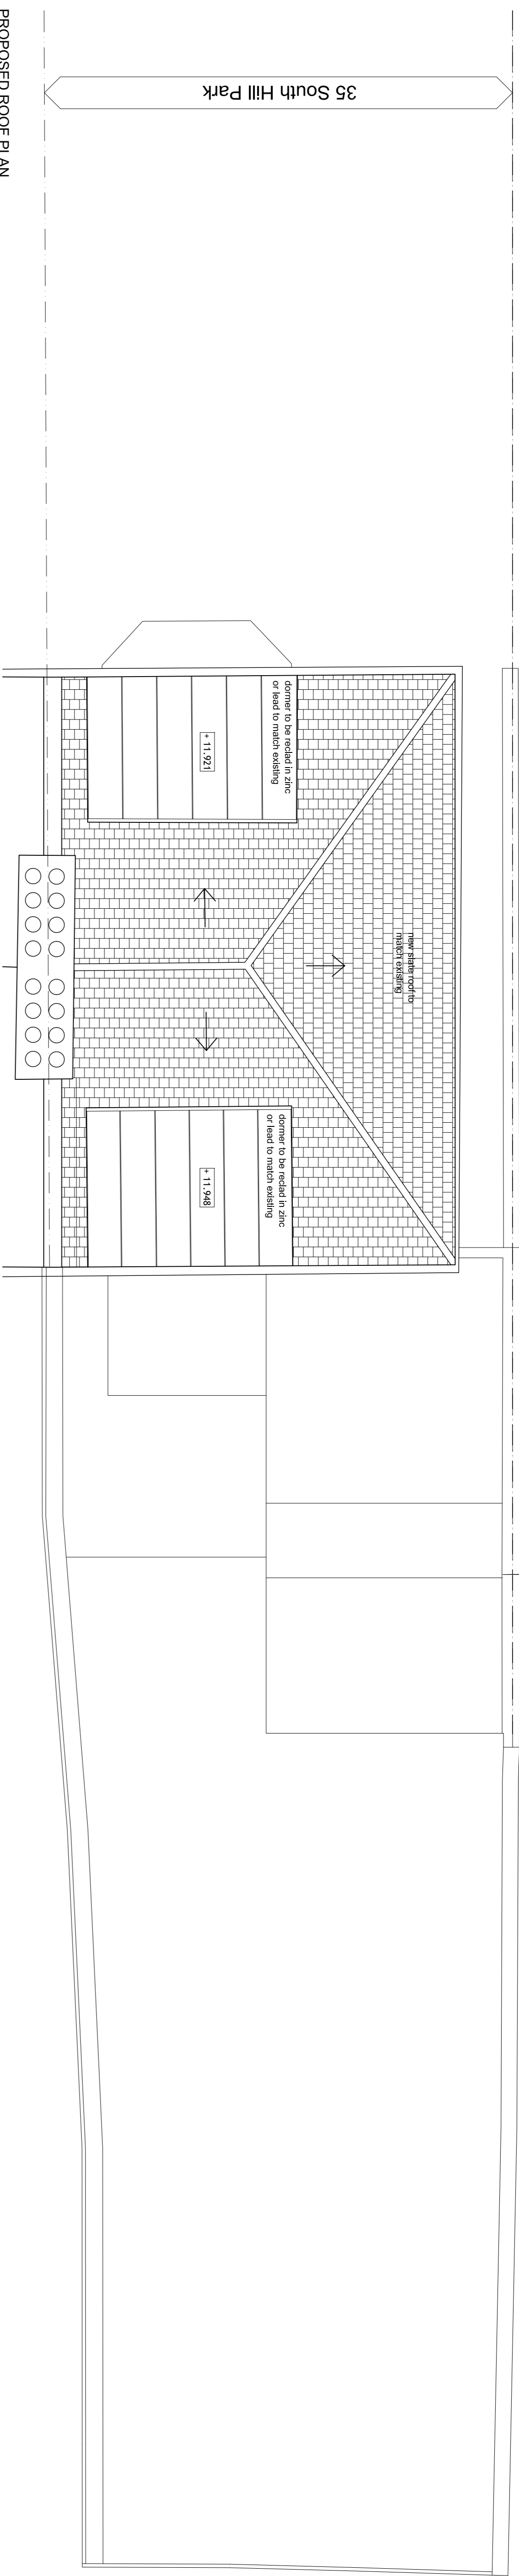 35 South Hill Park
PROPOSED ROOF PLAN
dormer to be reclad in zinc
or lead to match existing
+ 11.921
new slate roof to
match existing
dormer to be reclad in zinc
or lead to match existing
+ 11.948